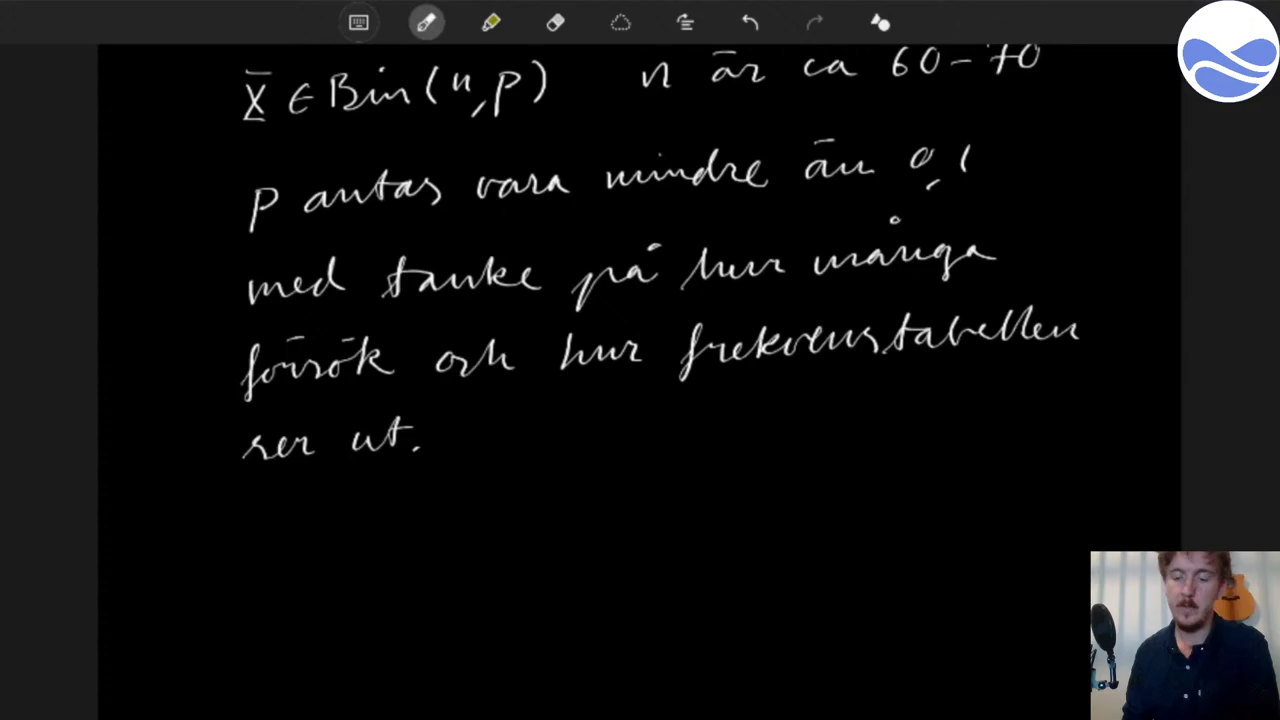 X ∈ Bin(n,p) n är ca 60-70
p antas vara mindre än 0,1
med tanke på hur många
försök och hur frekvenstabellen
ser ut.